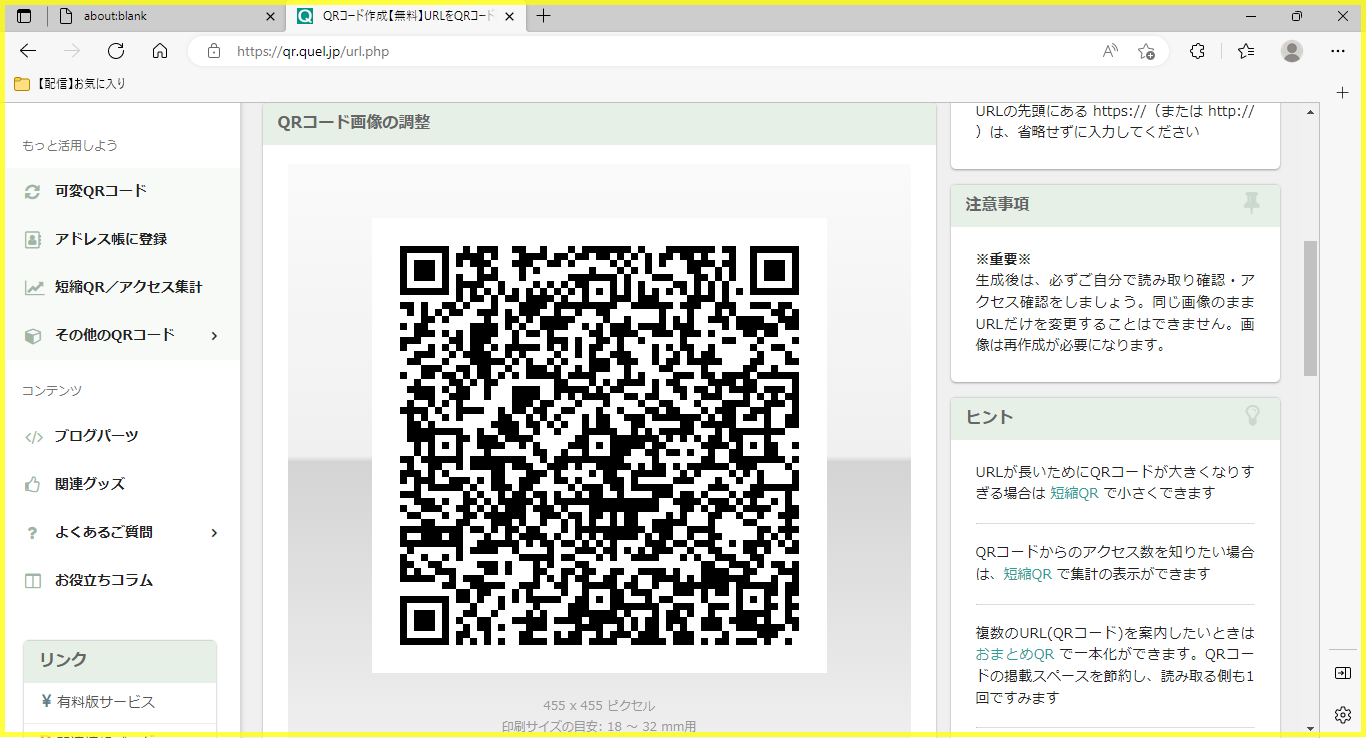 about:blank
QRコード作成【無料】URLをQRコード
https://qr.quel.jp/url.php
【配信】お気に入り
もっと活用しよう
可変QRコード
アドレス帳に登録
短縮QR／アクセス集計
その他のQRコード
コンテンツ
ブログパーツ
関連グッズ
よくあるご質問
お役立ちコラム
リンク
¥ 有料版サービス
QRコード画像の調整
455 x 455 ピクセル
印刷サイズの目安: 18 ～ 32 mm用
URLの先頭にある https://（または http://
）は、省略せずに入力してください
注意事項
※重要※
生成後は、必ずご自分で読み取り確認・ア
クセス確認をしましょう。同じ画像のまま
URLだけを変更することはできません。画
像は再作成が必要になります。
ヒント
URLが長いためにQRコードが大きくなりす
ぎる場合は 短縮QR で小さくできます
QRコードからのアクセス数を知りたい場合
は、短縮QR で集計の表示ができます
複数のURL(QRコード)を案内したいときは
おまとめQR で一本化ができます。QRコー
ドの掲載スペースを節約し、読み取る側も1
回ですみます